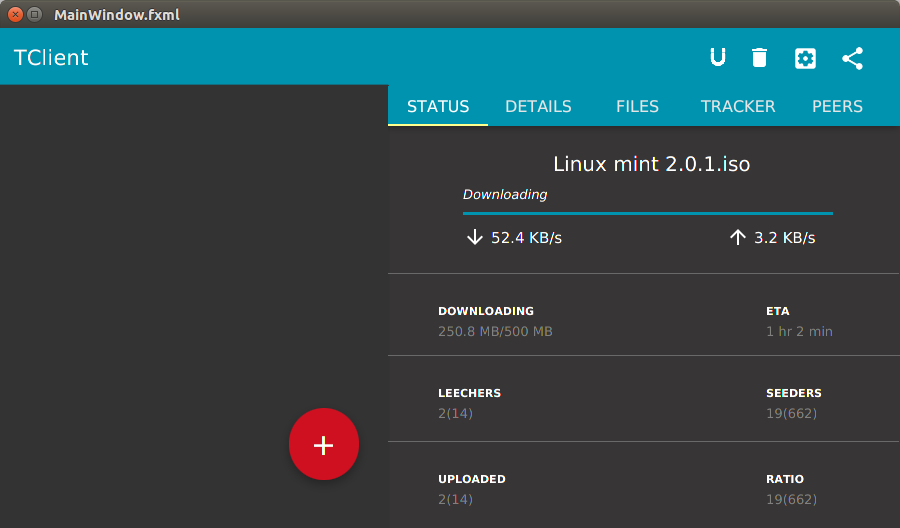 MainWindow.fxml
TClient
STATUS DETAILS FILES TRACKER PEERS
Linux mint 2.0.1.iso
Downloading
52.4 KB/s 3.2 KB/s
DOWNLOADING ETA
250.8 MB/500 MB 1 hr 2 min
LEECHERS SEEDERS
2(14) 19(662)
UPLOADED RATIO
2(14) 19(662)